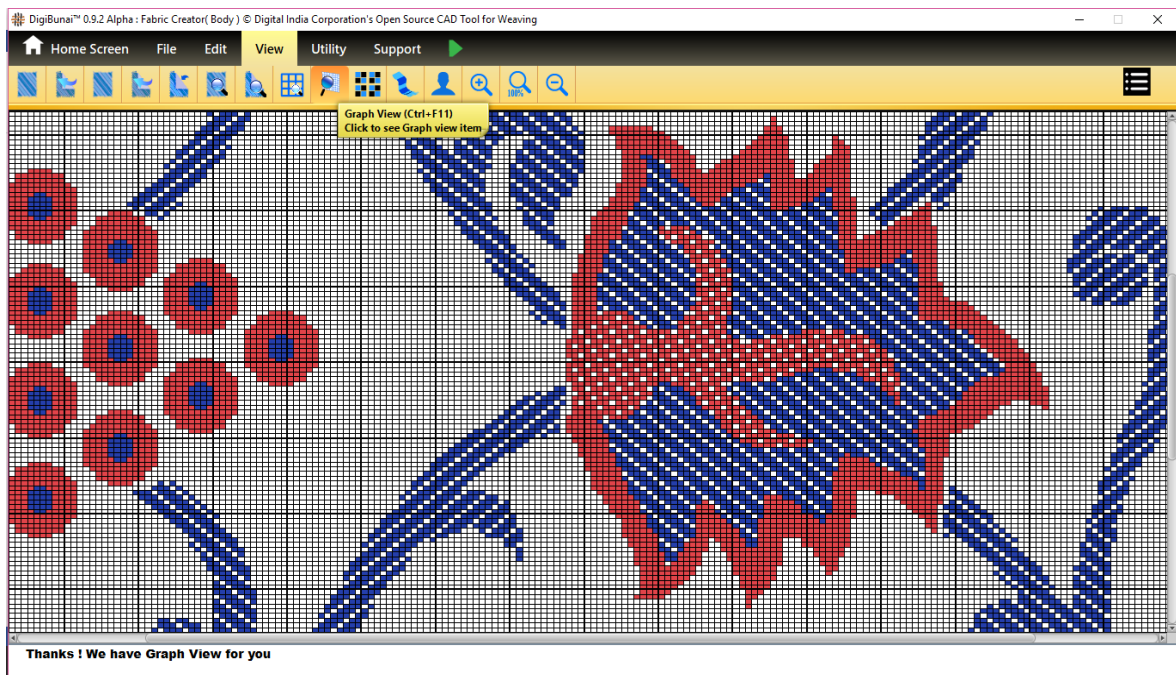 DigiBunai™ 0.9.2 Alpha : Fabric Creator( Body ) © Digital India Corporation's Open Source CAD Tool for Weaving
Home Screen File Edit View Utility Support
100%
Graph View (Ctrl+F11)
Click to see Graph view item
Thanks ! We have Graph View for you